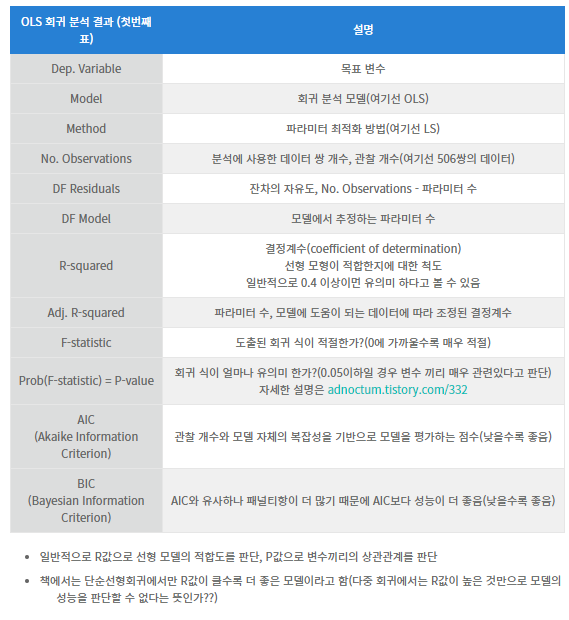 OLS 회귀 분석 결과 (첫번째
표)
설명
Dep. Variable
목표 변수
Model
회귀 분석 모델(여기선 OLS)
Method
파라미터 최적화 방법(여기선 LS)
No. Observations
분석에 사용한 데이터 쌍 개수, 관찰 개수(여기선 506쌍의 데이터)
DF Residuals
잔차의 자유도, No. Observations - 파라미터 수
DF Model
모델에서 추정하는 파라미터 수
R-squared
결정계수(coefficient of determination)
선형 모형이 적합한지에 대한 척도
일반적으로 0.4 이상이면 유의미 하다고 볼 수 있음
Adj. R-squared
파라미터 수, 모델에 도움이 되는 데이터에 따라 조정된 결정계수
F-statistic
도출된 회귀 식이 적절한가?(0에 가까울수록 매우 적절)
Prob(F-statistic) = P-value
회귀 식이 얼마나 유의미 한가?(0.05이하일 경우 변수 끼리 매우 관련있다고 판단)
자세한 설명은 adnoctum.tistory.com/332
AIC
(Akaike Information
Criterion)
관찰 개수와 모델 자체의 복잡성을 기반으로 모델을 평가하는 점수(낮을수록 좋음)
BIC
(Bayesian Information
Criterion)
AIC와 유사하나 패널티항이 더 많기 때문에 AIC보다 성능이 더 좋음(낮을수록 좋음)
• 일반적으로 R값으로 선형 모델의 적합도를 판단, P값으로 변수끼리의 상관관계를 판단
• 책에서는 단순선형회귀에서만 R값이 클수록 더 좋은 모델이라고 함(다중 회귀에서는 R값이 높은 것만으로 모델의
성능을 판단할 수 없다는 뜻인가??)